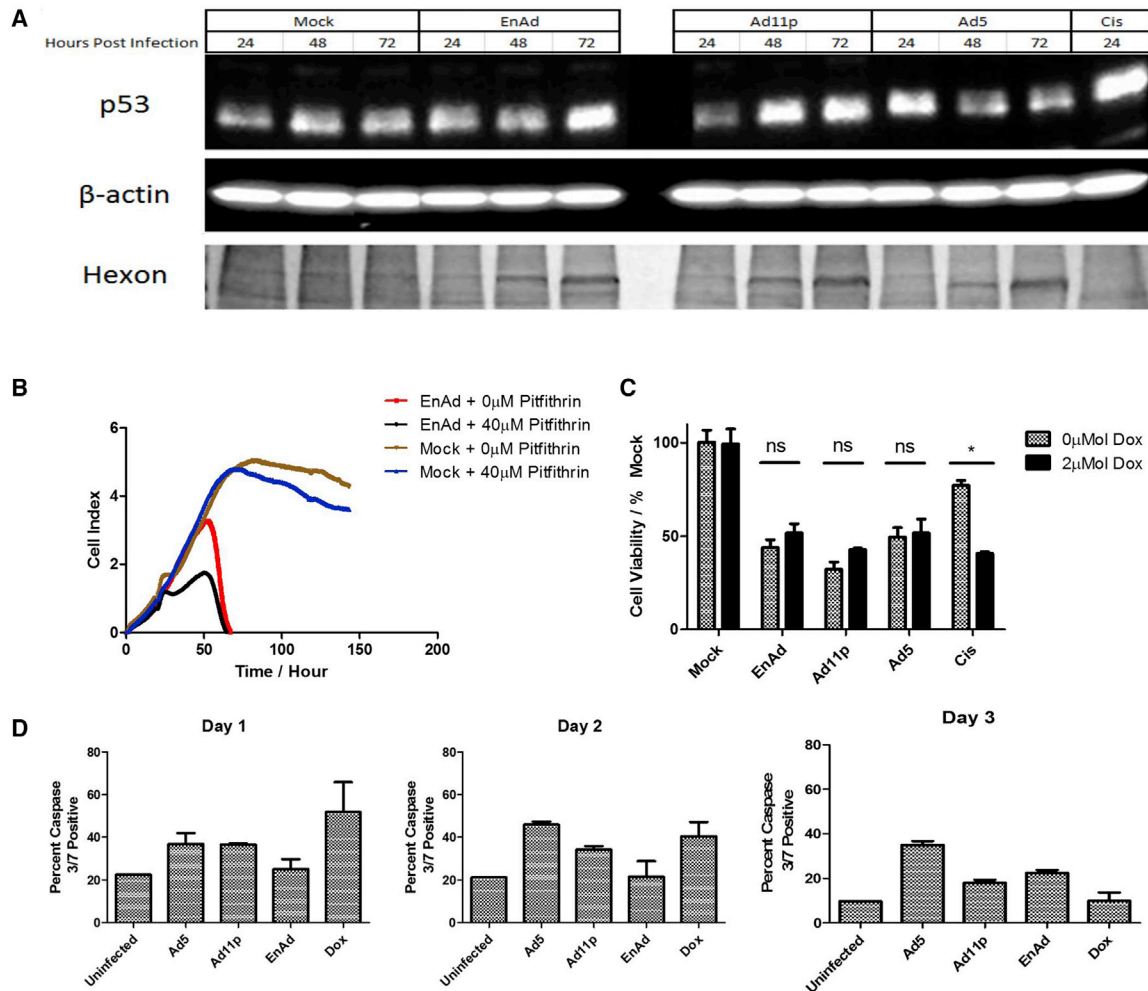 A
Mock EnAd Ad11p Ad5 Cis
Hours Post Infection 24 48 72 24 48 72 24 48 72 24 48 72 24
p53
β-actin
Hexon
B
EnAd + 0μM Pitfithrin
EnAd + 40μM Pitfithrin
Mock + 0μM Pitfithrin
Mock + 40μM Pitfithrin
6
4
2
0
Cell Index
0 50 100 150 200
Time / Hour
C
0μMol Dox
2μMol Dox
100
50
0
Cell Viability / % Mock
ns ns ns *
Mock EnAd Ad11p Ad5 Cis
D
Day 1
80
60
40
20
0
Percent Caspase
3/7 Positive
Uninfected Ad5 Ad11p EnAd Dox
Day 2
80
60
40
20
0
Percent Caspase
3/7 Positive
Uninfected Ad5 Ad11p EnAd Dox
Day 3
80
60
40
20
0
Percent Caspase
3/7 Positive
Uninfected Ad5 Ad11p EnAd Dox